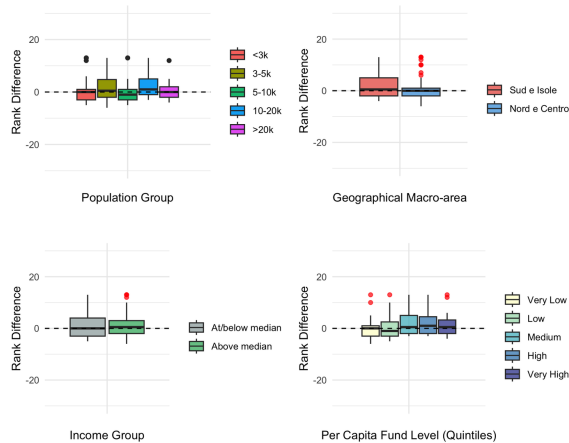 20
0
-20
Rank Difference
Population Group
<3k
3-5k
5-10k
10-20k
>20k
20
0
-20
Rank Difference
Geographical Macro-area
Sud e Isole
Nord e Centro
20
0
-20
Rank Difference
Income Group
At/below median
Above median
20
0
-20
Rank Difference
Per Capita Fund Level (Quintiles)
Very Low
Low
Medium
High
Very High